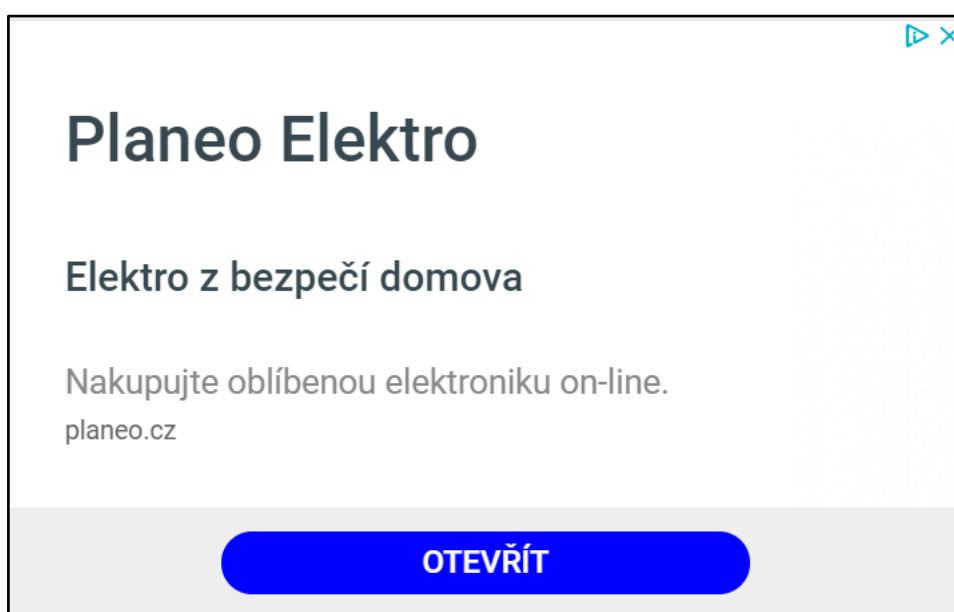 Planeo Elektro
Elektro z bezpečí domova
Nakupujte oblíbenou elektroniku on-line.
planeo.cz
OTEVŘÍT